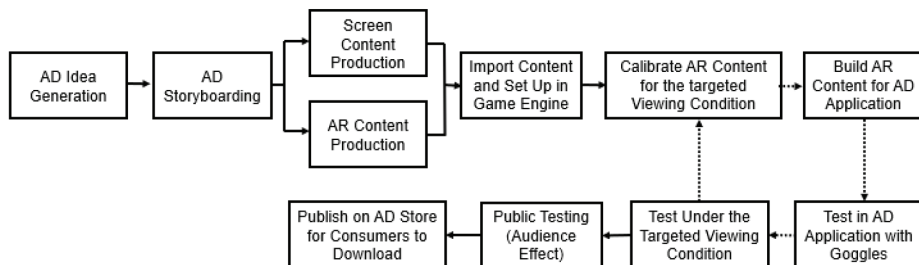 AD Idea
Generation
AD
Storyboarding
Screen
Content
Production
AR Content
Production
Import Content
and Set Up in
Game Engine
Calibrate AR Content
for the targeted
Viewing Condition
Build AR
Content for AD
Application
Test in AD
Application with
Goggles
Test Under the
Targeted Viewing
Condition
Public Testing
(Audience
Effect)
Publish on AD Store
for Consumers to
Download